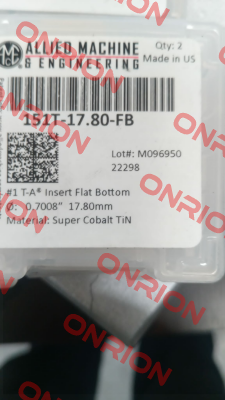 ALLIED MACHINE
& ENGINEERING
Qty: 2
Made in US
151T-17.80-FB
Lot#: M096950
22298
#1 T-A® Insert Flat Bottom
Ø: 0.7008" 17.80mm
Material: Super Cobalt TiN
ONRION
ONRION
ONRION
ONRION
ONRION
ONRION